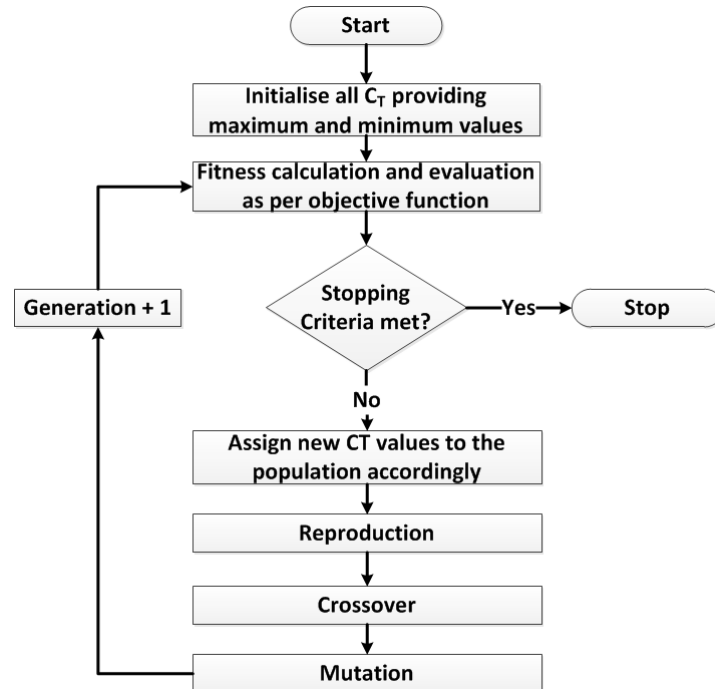 Start
Initialise all C_T providing
maximum and minimum values
Fitness calculation and evaluation
as per objective function
Generation + 1
Stopping
Criteria met?
Yes
Stop
No
Assign new CT values to the
population accordingly
Reproduction
Crossover
Mutation